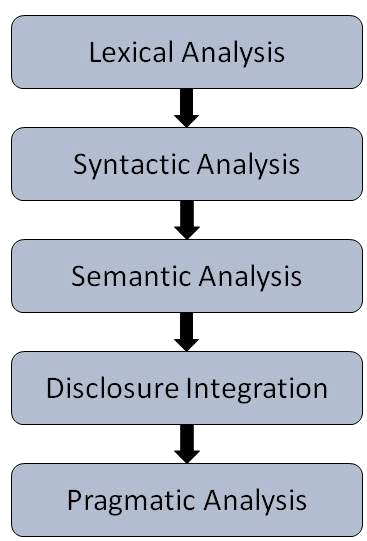 Lexical Analysis
Syntactic Analysis
Semantic Analysis
Disclosure Integration
Pragmatic Analysis